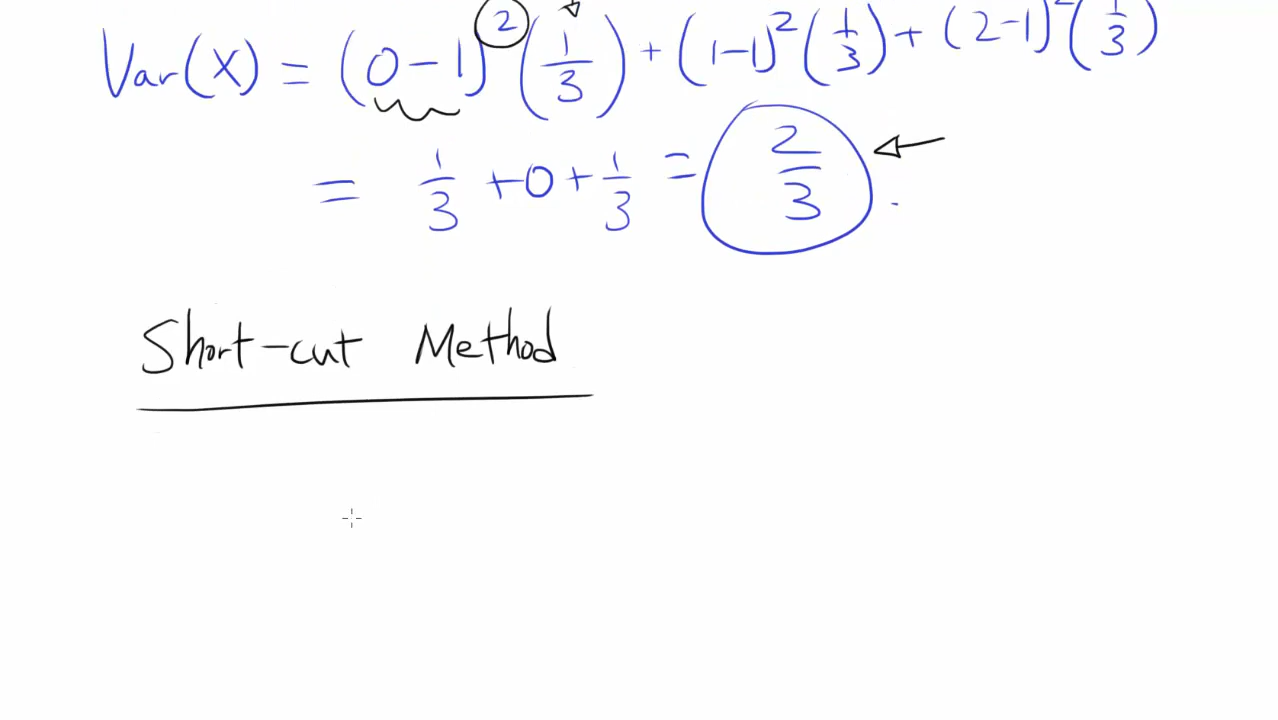 Var(X) = (0-1)² (1/3) + (1-1)² (1/3) + (2-1)² (1/3)
= 1/3 + 0 + 1/3 = 2/3
Short-cut Method